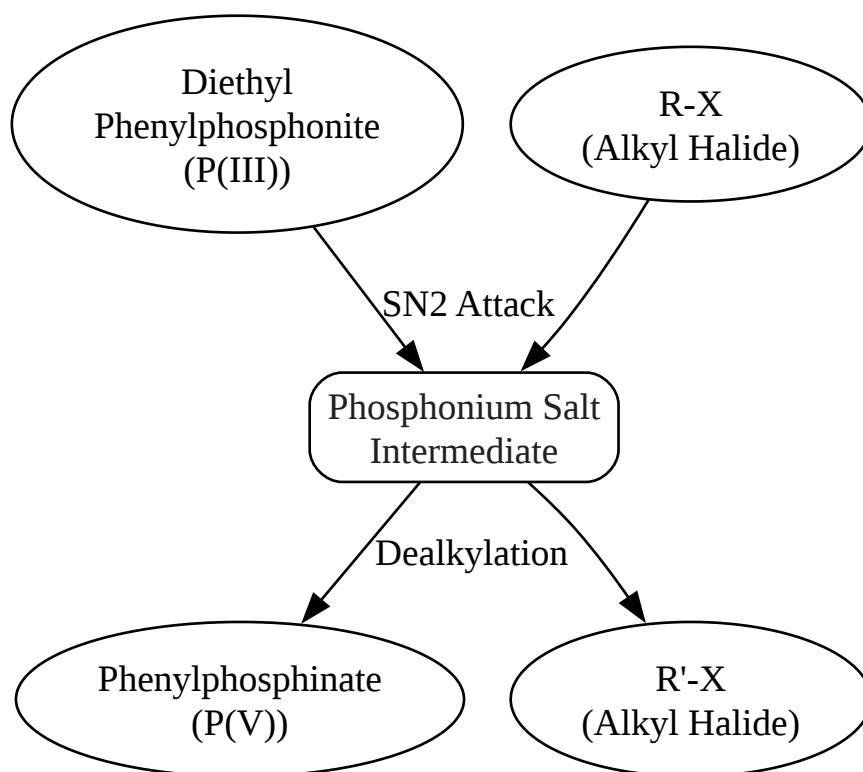 Diethyl
Phenylphosphonite
(P(III))
R-X
(Alkyl Halide)
SN2 Attack
Phosphonium Salt
Intermediate
Dealkylation
Phenylphosphinate
(P(V))
R'-X
(Alkyl Halide)